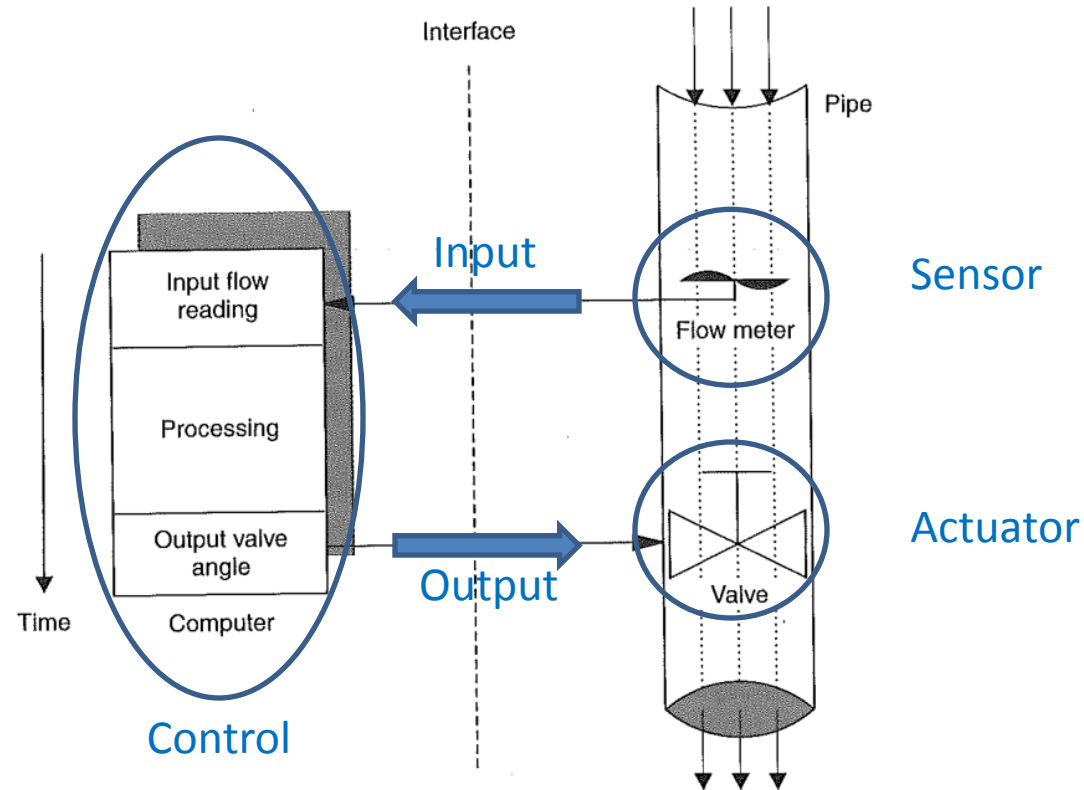 Interface
Pipe
Input
Sensor
Input flow
reading
Flow meter
Processing
Actuator
Output valve
angle
Output
Valve
Time
Computer
Control